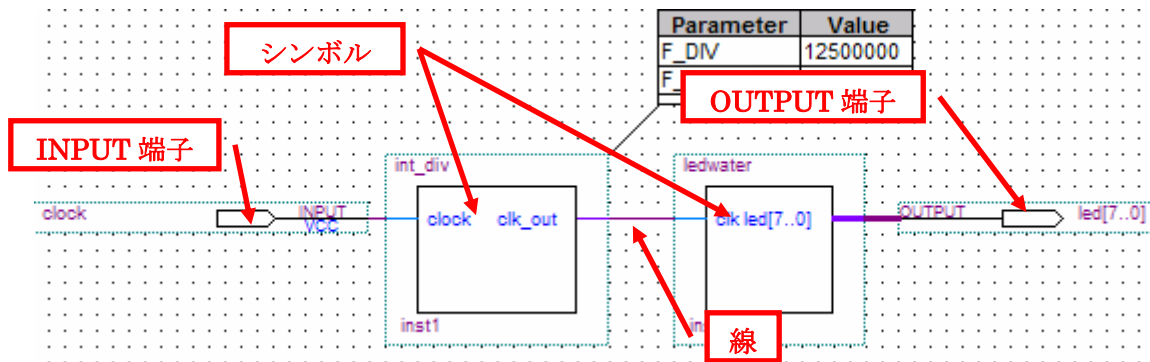 Parameter Value
F_DIV 12500000
F_
シンボル
OUTPUT 端子
INPUT 端子
int_div
ledwater
clock
INPUT
VCC
clock clk_out
clk led[7..0]
OUTPUT
led[7..0]
inst1
線